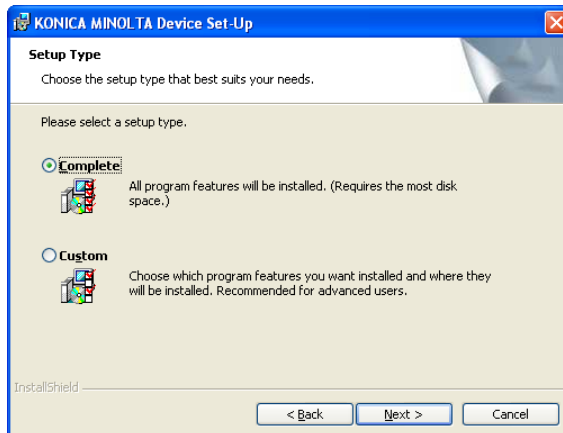 KONICA MINOLTA Device Set-Up
Setup Type
Choose the setup type that best suits your needs.
Please select a setup type.
Complete
All program features will be installed. (Requires the most disk
space.)
Custom
Choose which program features you want installed and where they
will be installed. Recommended for advanced users.
InstallShield
< Back Next > Cancel